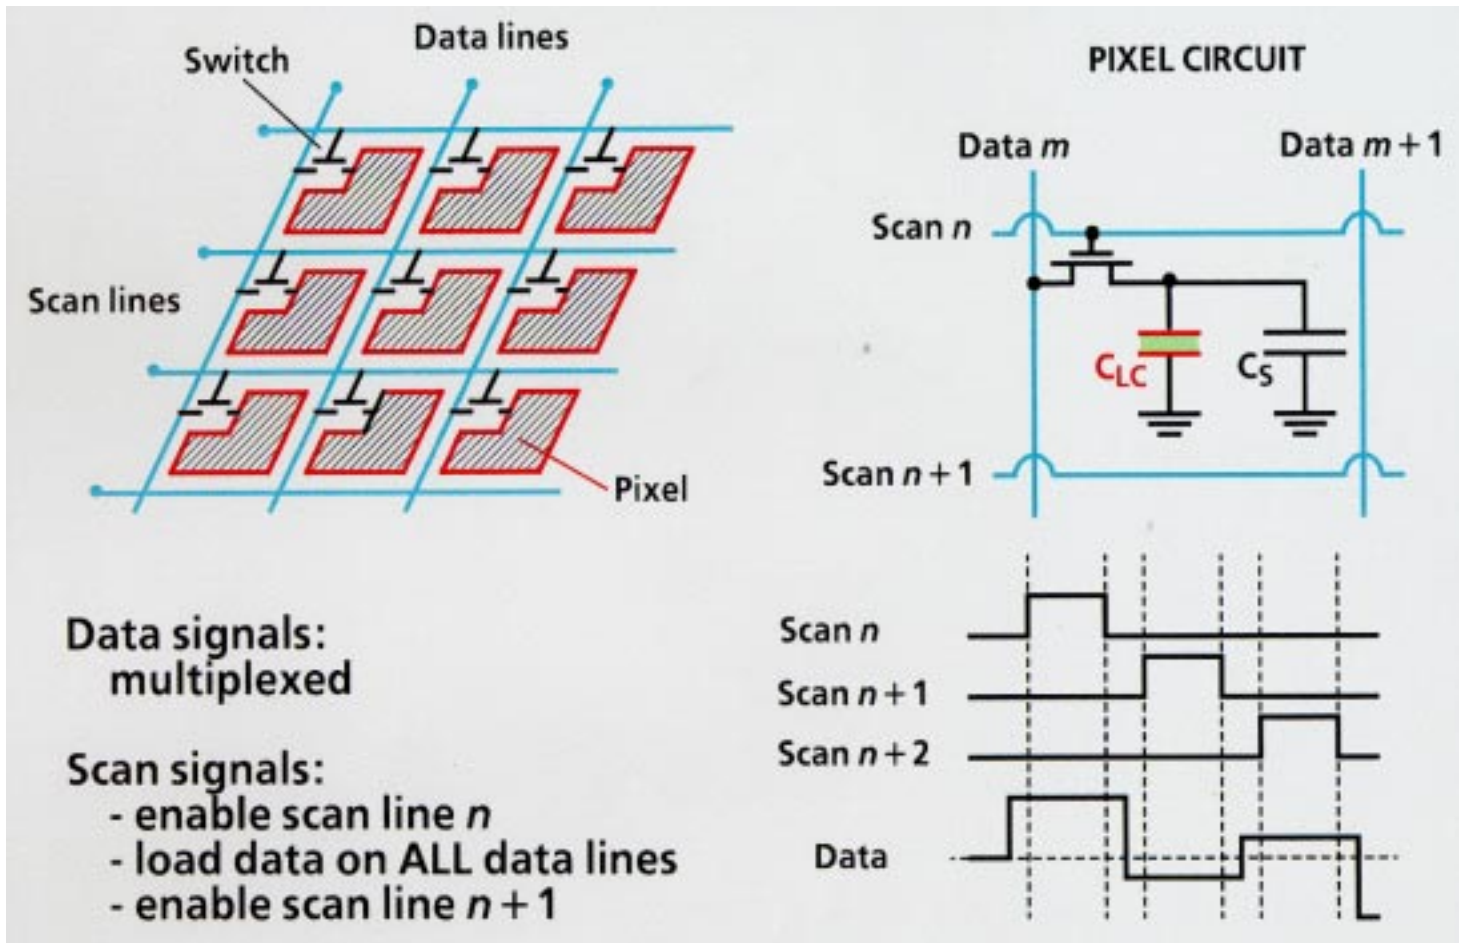 Data lines
Switch
Scan lines
Pixel
PIXEL CIRCUIT
Data m
Data m + 1
Scan n
CLC
CS
Scan n + 1
Data signals:
multiplexed
Scan signals:
- enable scan line n
- load data on ALL data lines
- enable scan line n + 1
Scan n
Scan n + 1
Scan n + 2
Data